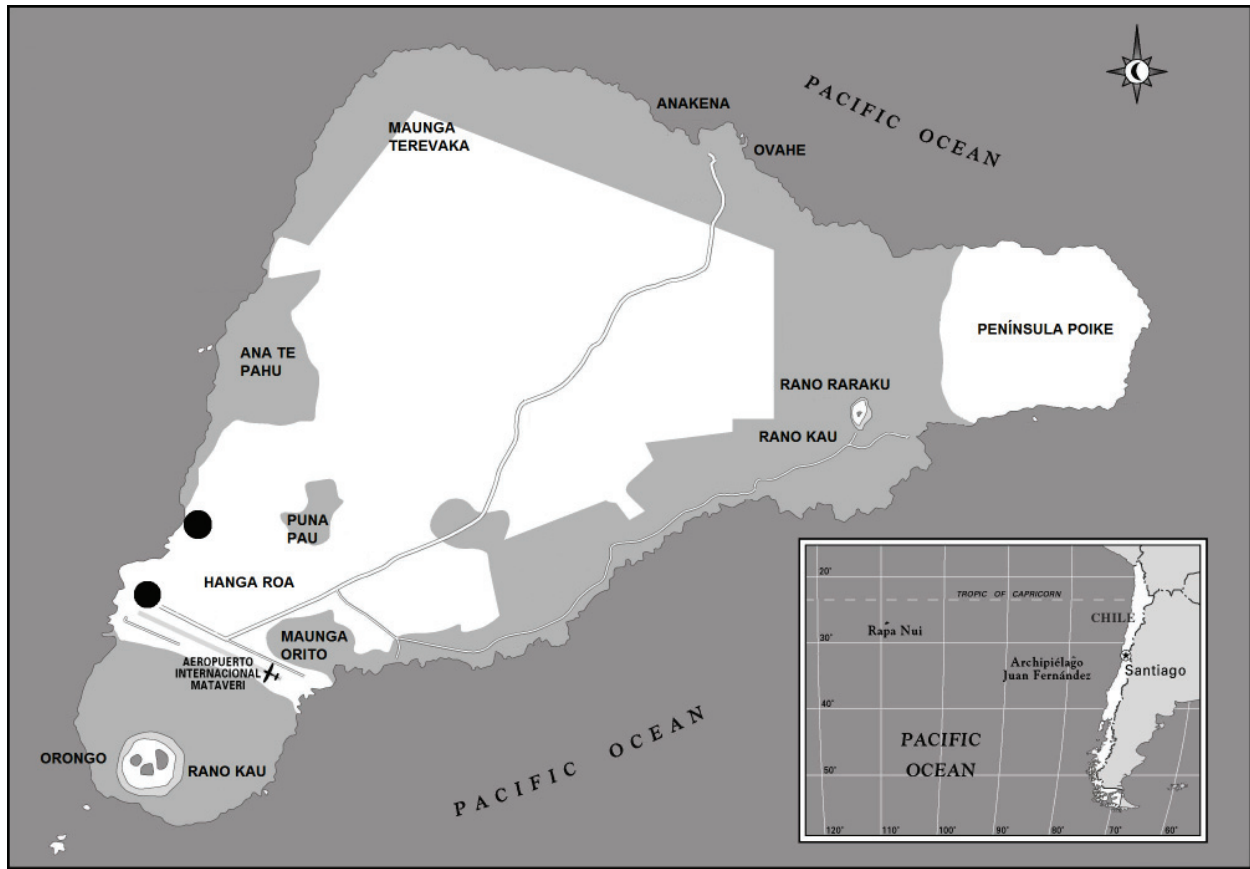 ANAKENA
PACIFIC OCEAN
MAUNGA
TEREVAKA
OVAHE
PENÍNSULA POIKE
ANA TE
PAHU
RANO RARAKU
RANO KAU
PUNA
PAU
HANGA ROA
MAUNGA
ORITO
AEROPUERTO
INTERNACIONAL
MATAVERI
ORONGO
RANO KAU
PACIFIC OCEAN
20°
TROPIC OF CAPRICORN
CHILE
Rapa Nui
30°
Archipiélago
Juan Fernández
Santiago
40°
PACIFIC
OCEAN
50°
120° 110° 100° 90° 80° 70° 60°